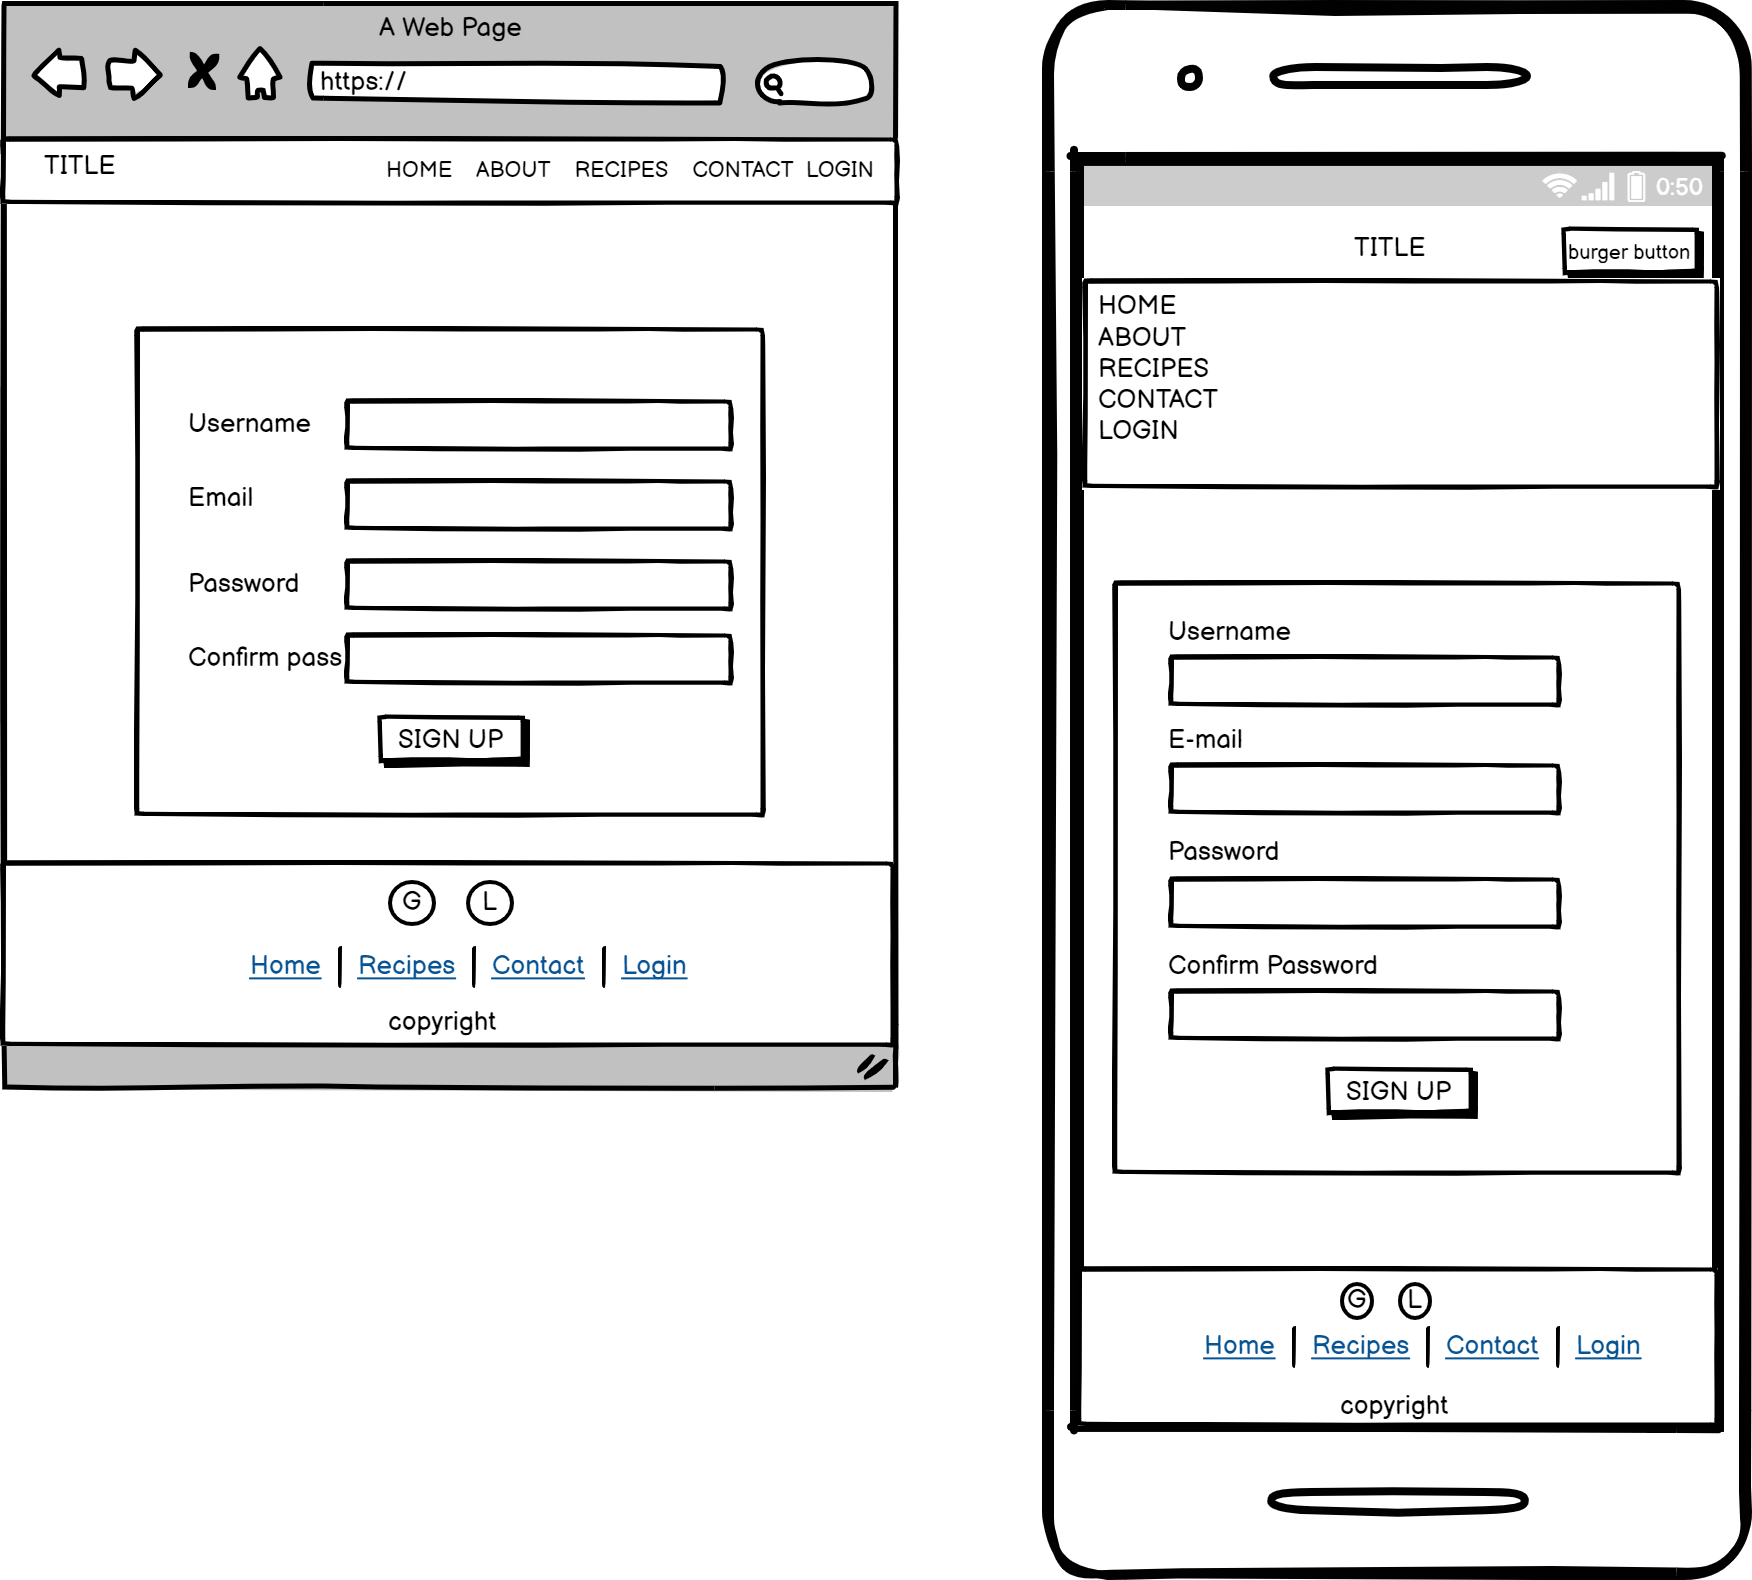 A Web Page
https://
TITLE HOME ABOUT RECIPES CONTACT LOGIN
Username
Email
Password
Confirm pass
SIGN UP
G L
Home Recipes Contact Login
copyright
0:50
TITLE burger button
HOME
ABOUT
RECIPES
CONTACT
LOGIN
Username
E-mail
Password
Confirm Password
SIGN UP
G L
Home Recipes Contact Login
copyright